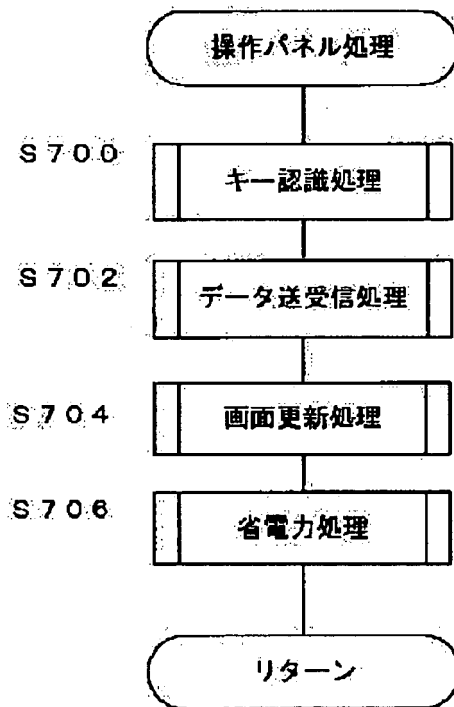 操作パネル処理
S700
キー認識処理
S702
データ送受信処理
S704
画面更新処理
S706
省電力処理
リターン